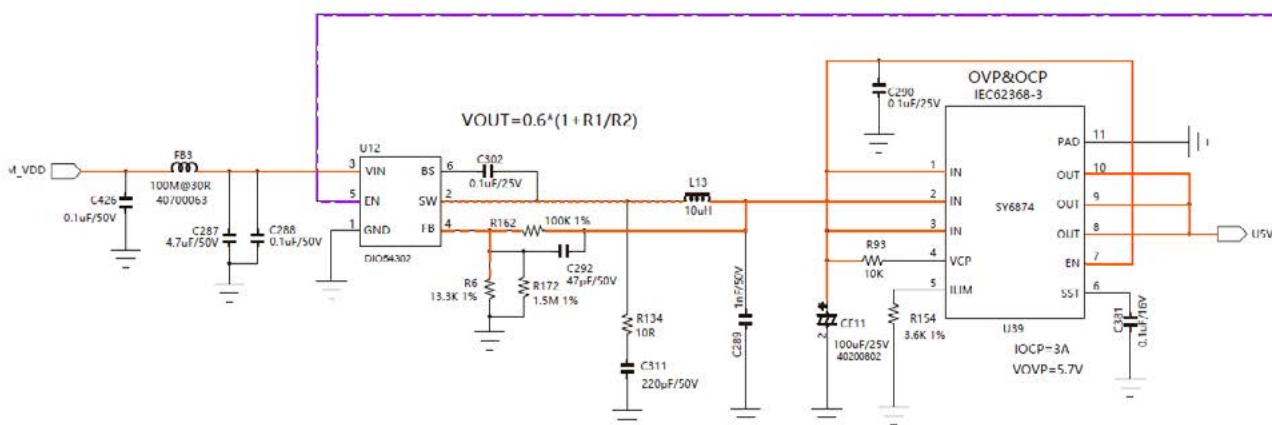 VOUT=0.6*(1+R1/R2)
OVP&OCP
IEC62368-3
C290
0.1uF/25V
M_VDD
FB3
100M@30R
40700063
C426
0.1uF/50V
C287
4.7uF/50V
C288
0.1uF/50V
U12
3 VIN BS 6
5 EN SW 2
1 GND FB 4
DIO54302
C302
0.1uF/25V
L13
10uH
R162
100K 1%
C292
47pF/50V
R6
13.3K 1%
R172
1.5M 1%
R134
10R
C311
220pF/50V
1nF/50V
C289
2
CE11
100uF/25V
40200802
R93
10K
R154
3.6K 1%
PAD 11
1 IN OUT 10
2 IN OUT 9
SY6874
3 IN OUT 8
4 VCP EN 7
5 ILIM SST 6
U39
IOCP=3A
VOVP=5.7V
C381
0.1uF/16V
U5V